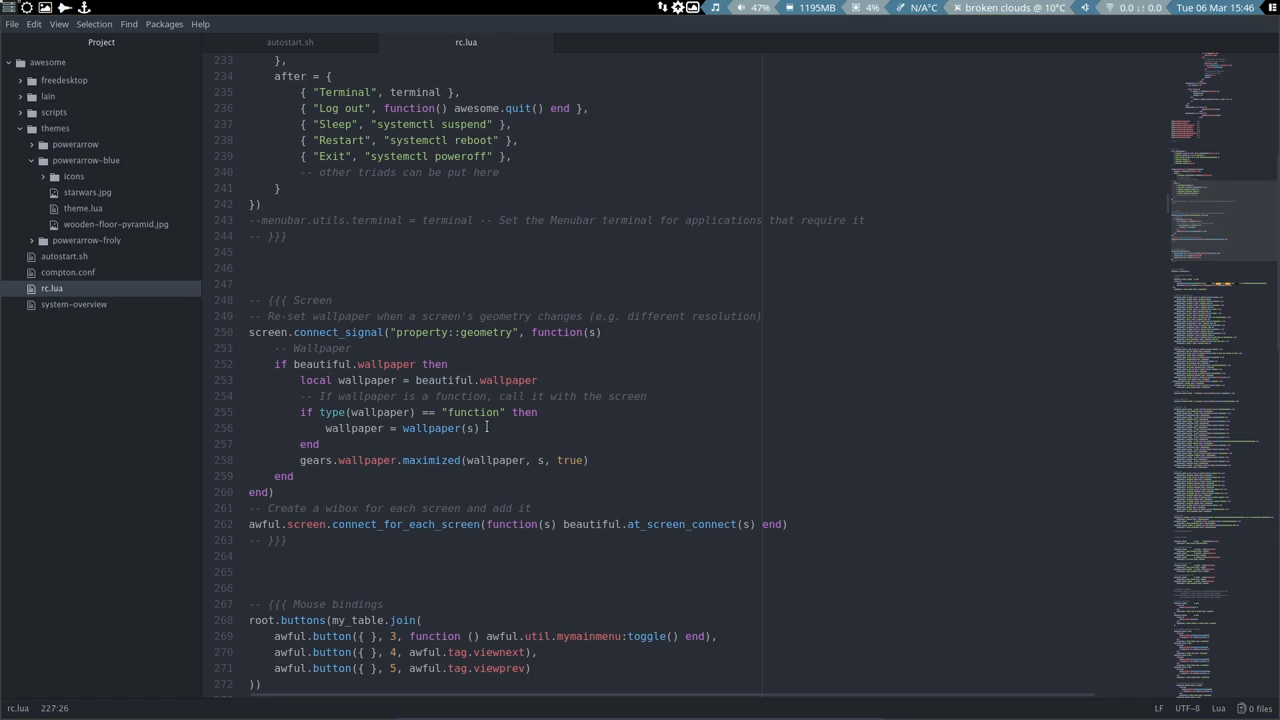 47% 1195MB 4% N/A°C broken clouds @ 10°C 0.0 ↓↑ 0.0 Tue 06 March 15:46
File Edit View Selection Find Packages Help
Project autostart.sh rc.lua
awesome
freedesktop
lain
scripts
themes
powerarrow
powerarrow-blue
icons
starwars.jpg
theme.lua
wooden-floor-pyramid.jpg
powerarrow-froly
autostart.sh
compton.conf
rc.lua
system-overview
233 },
234 after = {
235 { "Terminal", terminal },
236 { "Log out", function() awesome.quit() end },
237 { "Sleep", "systemctl suspend" },
238 { "Restart", "systemctl reboot" },
239 { "Exit", "systemctl poweroff" },
240 -- other triads can be put here
241 }
242 })
243 --menubar.utils.terminal = terminal -- Set the Menubar terminal for applications that require it
244 -- }}}
245
246
247
248 -- {{{ Screen
249 -- Re-set wallpaper when a screen's geometry changes (e.g. different resolution)
250 screen.connect_signal("property::geometry", function(s)
251 -- Wallpaper
252 if beautiful.wallpaper then
253 local wallpaper = beautiful.wallpaper
254 -- If wallpaper is a function, call it with the screen
255 if type(wallpaper) == "function" then
256 wallpaper = wallpaper(s)
257 end
258 gears.wallpaper.maximized(wallpaper, s, true)
259 end
260 end)
261
262 awful.screen.connect_for_each_screen(function(s) beautiful.at_screen_connect(s) end)
263 -- }}}
264
265
266
267 -- {{{ Mouse bindings
268 root.buttons(awful.util.table.join(
269 awful.button({ }, 3, function () awful.util.mymainmenu:toggle() end),
270 awful.button({ }, 4, awful.tag.viewnext),
271 awful.button({ }, 5, awful.tag.viewprev)
272 ))
rc.lua 227:26 LF UTF-8 Lua 0 files